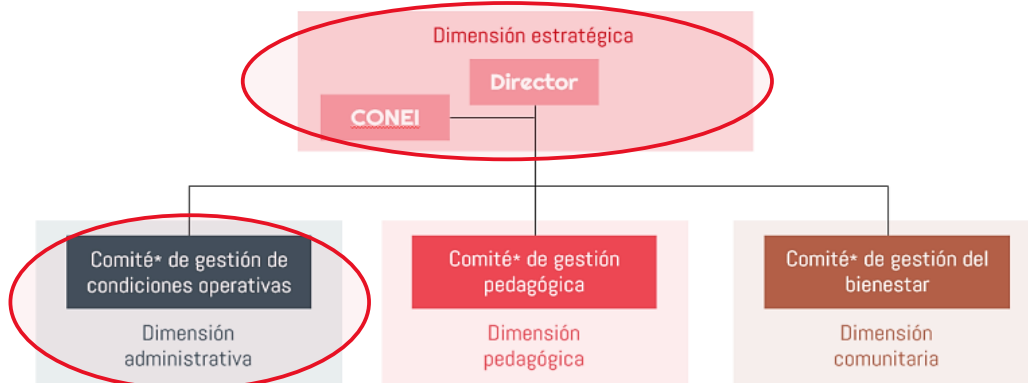 Dimensión estratégica
Director
CONEI
Comité* de gestión de
condiciones operativas
Dimensión
administrativa
Comité* de gestión
pedagógica
Dimensión
pedagógica
Comité* de gestión del
bienestar
Dimensión
comunitaria